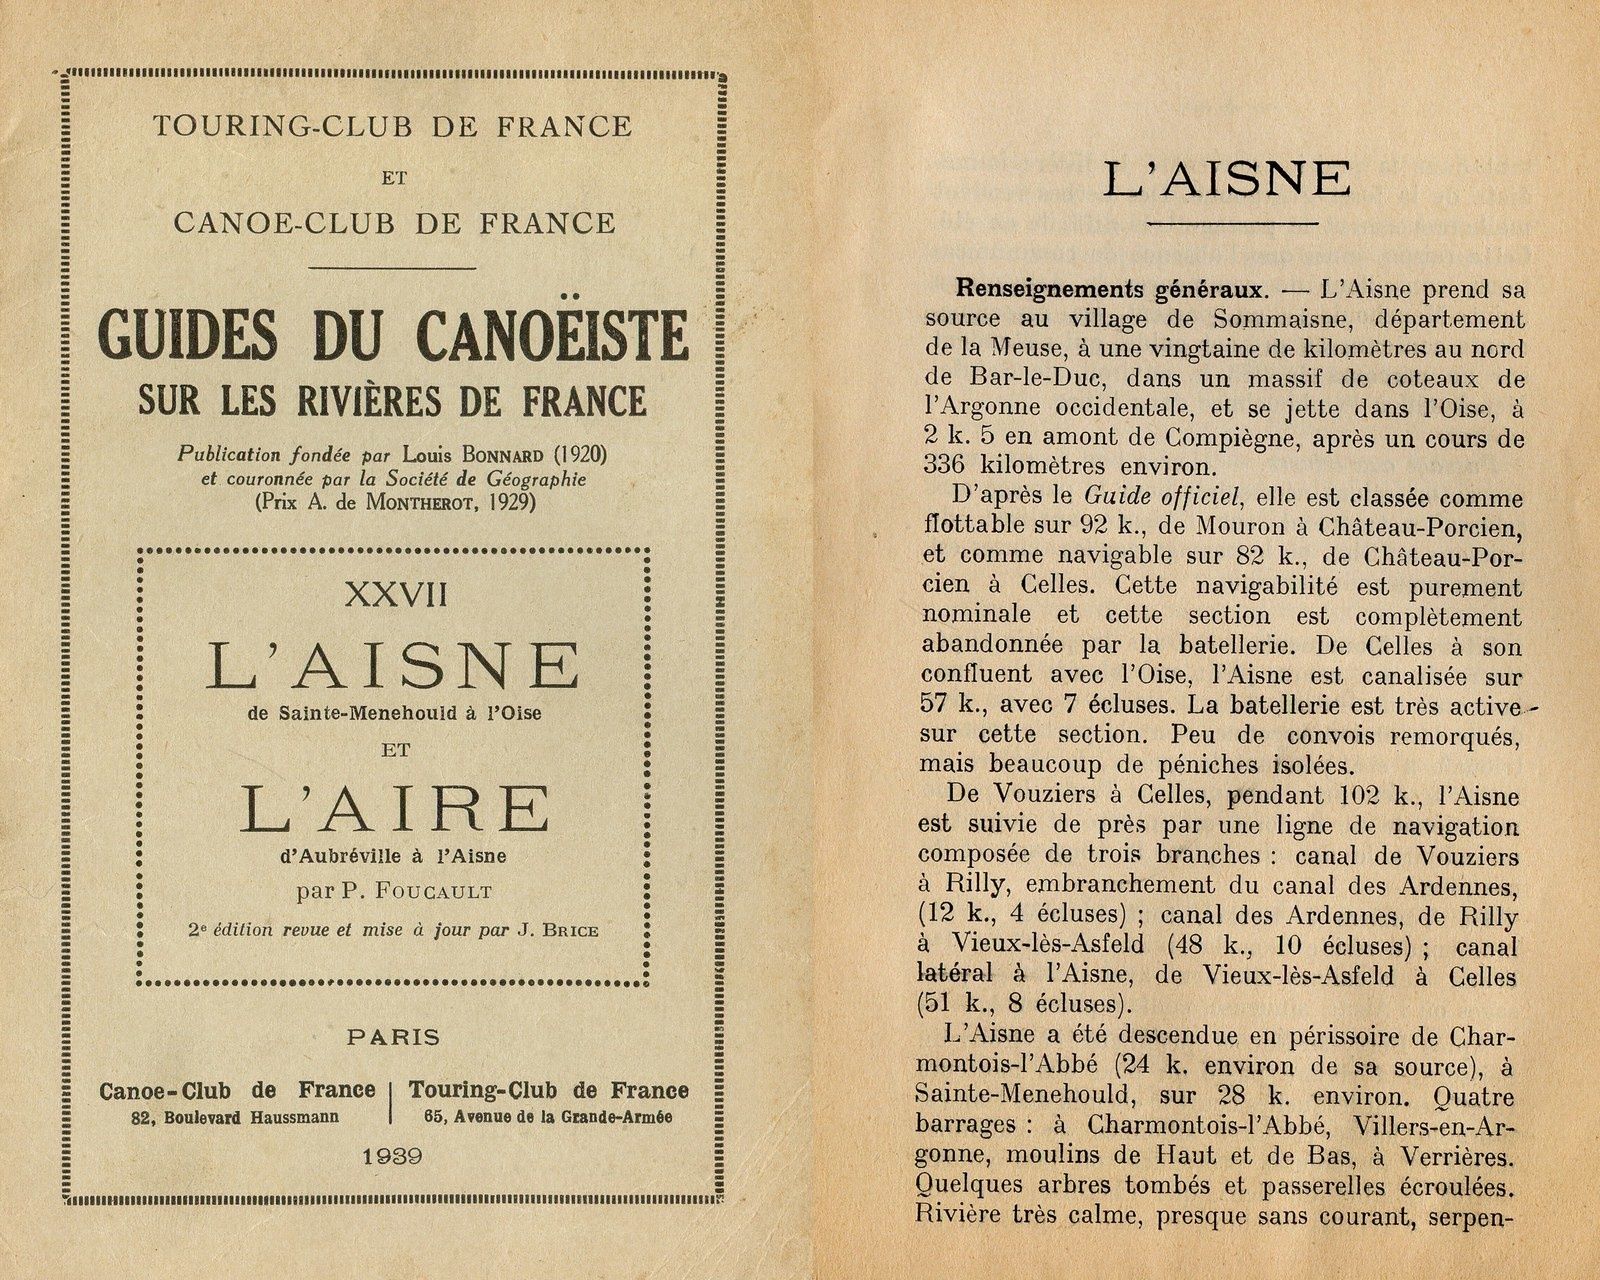 TOURING-CLUB DE FRANCE
ET
CANOE-CLUB DE FRANCE
GUIDES DU CANOËISTE
SUR LES RIVIÈRES DE FRANCE
Publication fondée par Louis BONNARD (1920)
et couronnée par la Société de Géographie
(Prix A. de MONTHEROT, 1929)
XXVII
L'AISNE
de Sainte-Menehould à l'Oise
ET
L'AIRE
d'Aubréville à l'Aisne
par P. FOUCAULT
2e édition revue et mise à jour par J. BRICE
PARIS
Canoe-Club de France | Touring-Club de France
82, Boulevard Haussmann | 65, Avenue de la Grande-Armée
1939
L'AISNE
Renseignements généraux. — L'Aisne prend sa
source au village de Sommaisne, département
de la Meuse, à une vingtaine de kilomètres au nord
de Bar-le-Duc, dans un massif de coteaux de
l'Argonne occidentale, et se jette dans l'Oise, à
2 k. 5 en amont de Compiègne, après un cours de
336 kilomètres environ.
D'après le Guide officiel, elle est classée comme
flottable sur 92 k., de Mouron à Château-Porcien,
et comme navigable sur 82 k., de Château-Por-
cien à Celles. Cette navigabilité est purement
nominale et cette section est complètement
abandonnée par la batellerie. De Celles à son
confluent avec l'Oise, l'Aisne est canalisée sur
57 k., avec 7 écluses. La batellerie est très active
sur cette section. Peu de convois remorqués,
mais beaucoup de péniches isolées.
De Vouziers à Celles, pendant 102 k., l'Aisne
est suivie de près par une ligne de navigation
composée de trois branches : canal de Vouziers
à Rilly, embranchement du canal des Ardennes,
(12 k., 4 écluses) ; canal des Ardennes, de Rilly
à Vieux-lès-Asfeld (48 k., 10 écluses) ; canal
latéral à l'Aisne, de Vieux-lès-Asfeld à Celles
(51 k., 8 écluses).
L'Aisne a été descendue en périssoire de Char-
montois-l'Abbé (24 k. environ de sa source), à
Sainte-Menehould, sur 28 k. environ. Quatre
barrages : à Charmontois-l'Abbé, Villers-en-Ar-
gonne, moulins de Haut et de Bas, à Verrières.
Quelques arbres tombés et passerelles écroulées.
Rivière très calme, presque sans courant, serpen-